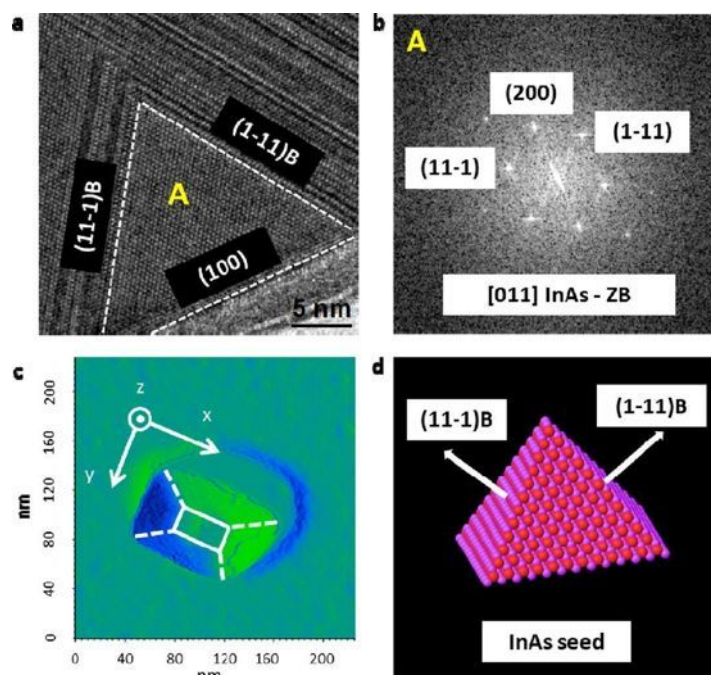 a
(11-1)B
(1-11)B
A
(100)
5 nm
b
A
(200)
(1-11)
(11-1)
[011] InAs - ZB
c
z
x
y
nm
200
160
120
80
40
0
0 40 80 120 160 200
nm
d
(11-1)B
(1-11)B
InAs seed